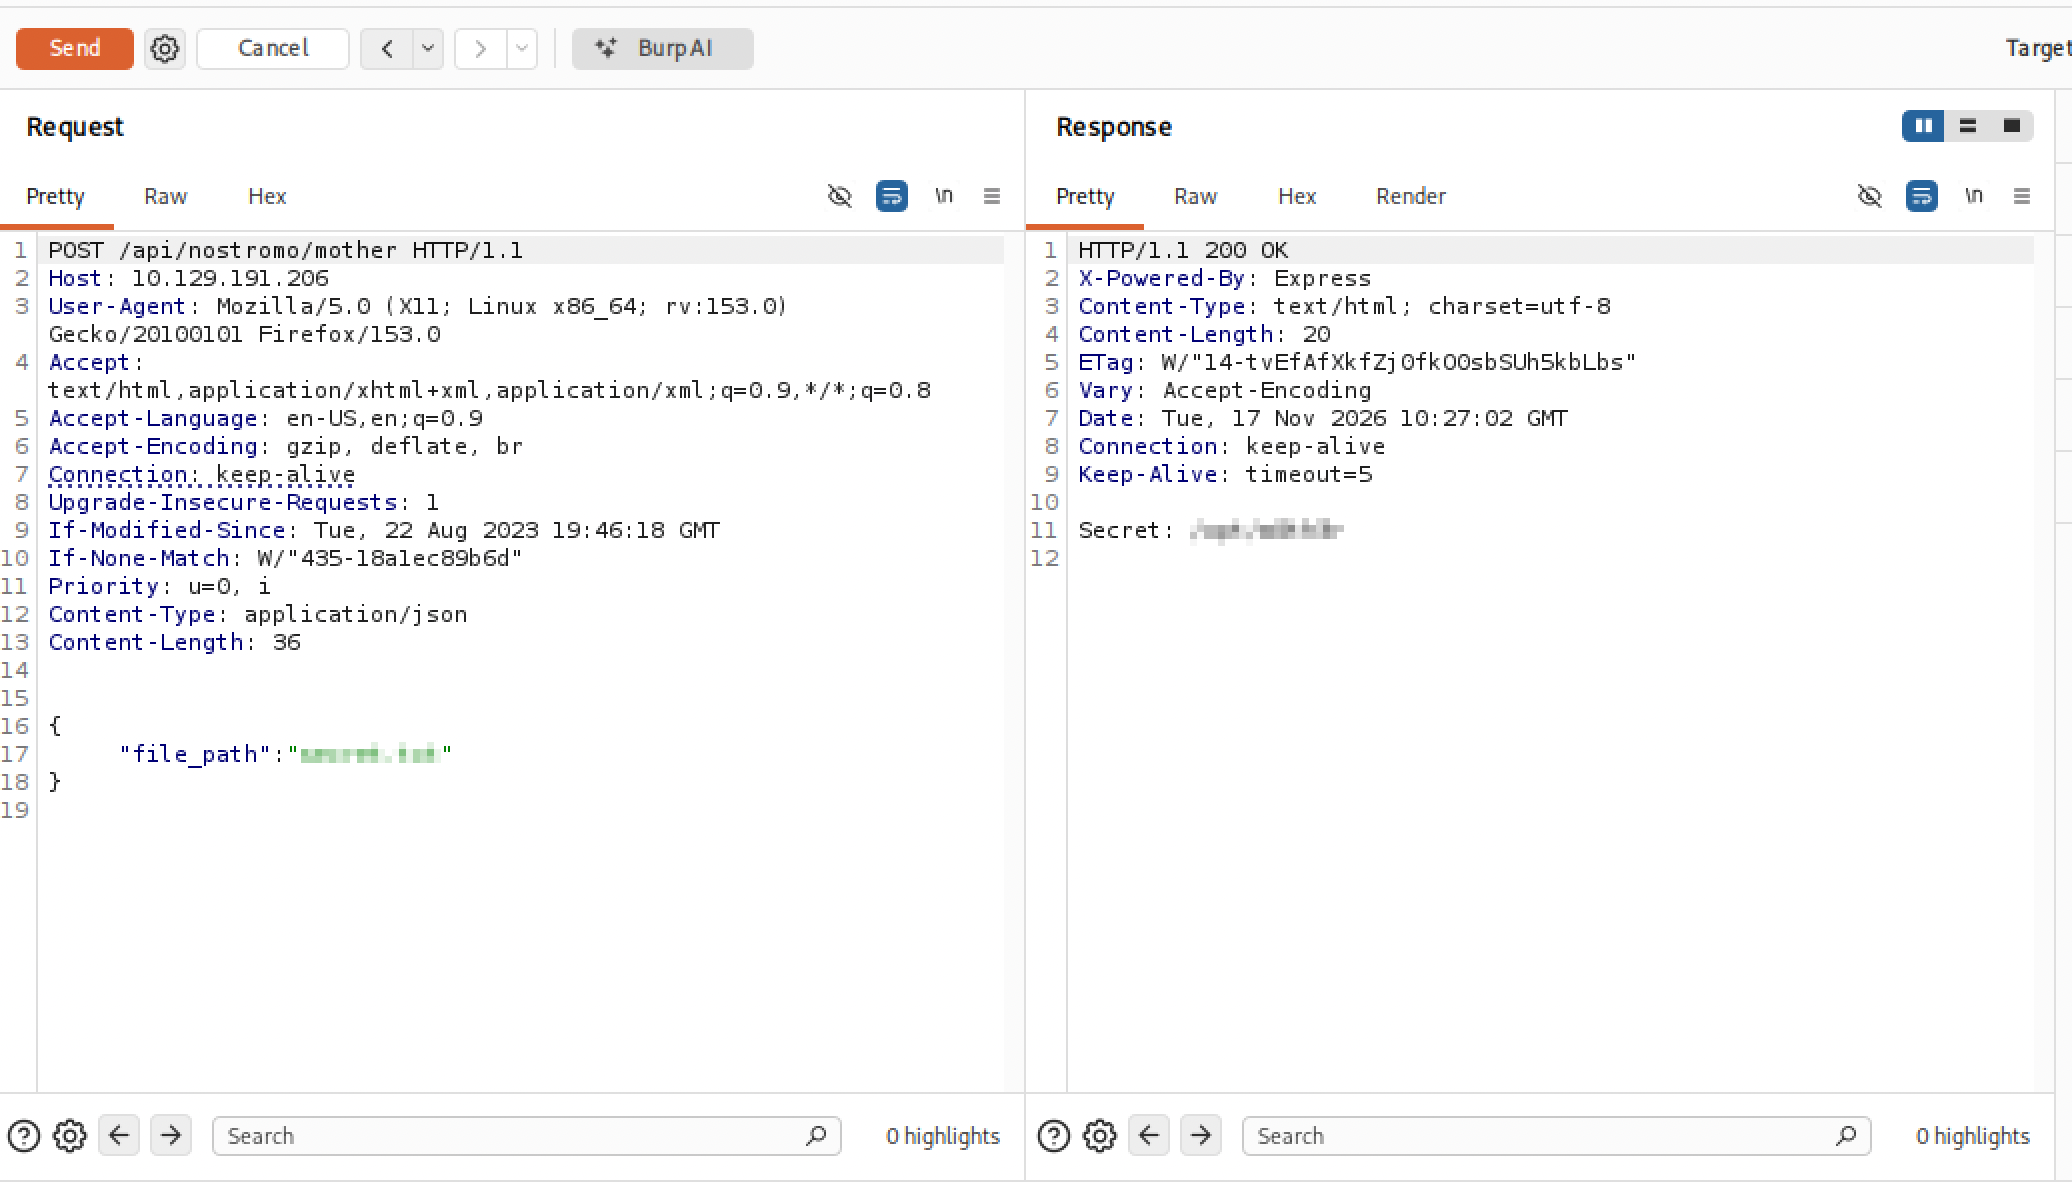 Send
Cancel
Burp AI
Target
Request
Pretty
Raw
Hex
\n
1 POST /api/nostromo/mother HTTP/1.1
2 Host: 10.129.191.206
3 User-Agent: Mozilla/5.0 (X11; Linux x86_64; rv:153.0)
Gecko/20100101 Firefox/153.0
4 Accept:
text/html,application/xhtml+xml,application/xml;q=0.9,*/*;q=0.8
5 Accept-Language: en-US,en;q=0.9
6 Accept-Encoding: gzip, deflate, br
7 Connection: keep-alive
8 Upgrade-Insecure-Requests: 1
9 If-Modified-Since: Tue, 22 Aug 2023 19:46:18 GMT
10 If-None-Match: W/"435-18a1ec89b6d"
11 Priority: u=0, i
12 Content-Type: application/json
13 Content-Length: 36
14
15
16 {
17 "file_path":" "
18 }
19
Search
0 highlights
Response
Pretty
Raw
Hex
Render
\n
1 HTTP/1.1 200 OK
2 X-Powered-By: Express
3 Content-Type: text/html; charset=utf-8
4 Content-Length: 20
5 ETag: W/"14-tvEfAfXkfZj0fkO0sbSUh5kbLbs"
6 Vary: Accept-Encoding
7 Date: Tue, 17 Nov 2026 10:27:02 GMT
8 Connection: keep-alive
9 Keep-Alive: timeout=5
10
11 Secret:
12
Search
0 highlights